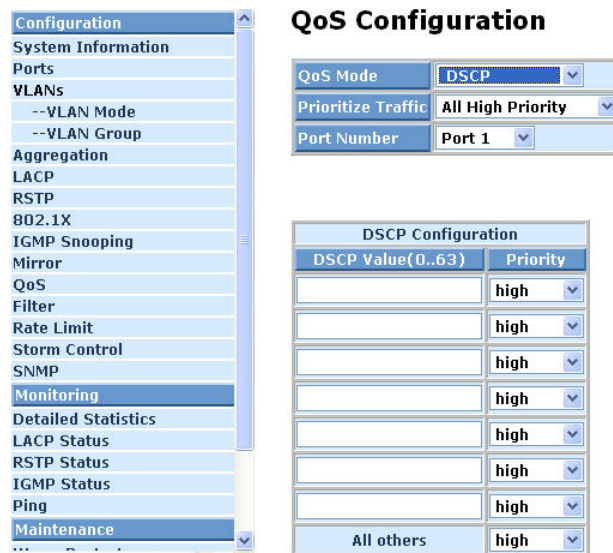 Configuration
System Information
Ports
VLANs
--VLAN Mode
--VLAN Group
Aggregation
LACP
RSTP
802.1X
IGMP Snooping
Mirror
QoS
Filter
Rate Limit
Storm Control
SNMP
Monitoring
Detailed Statistics
LACP Status
RSTP Status
IGMP Status
Ping
Maintenance
QoS Configuration
QoS Mode DSCP
Prioritize Traffic All High Priority
Port Number Port 1
DSCP Configuration
DSCP Value(0..63) Priority
high
high
high
high
high
high
high
All others high